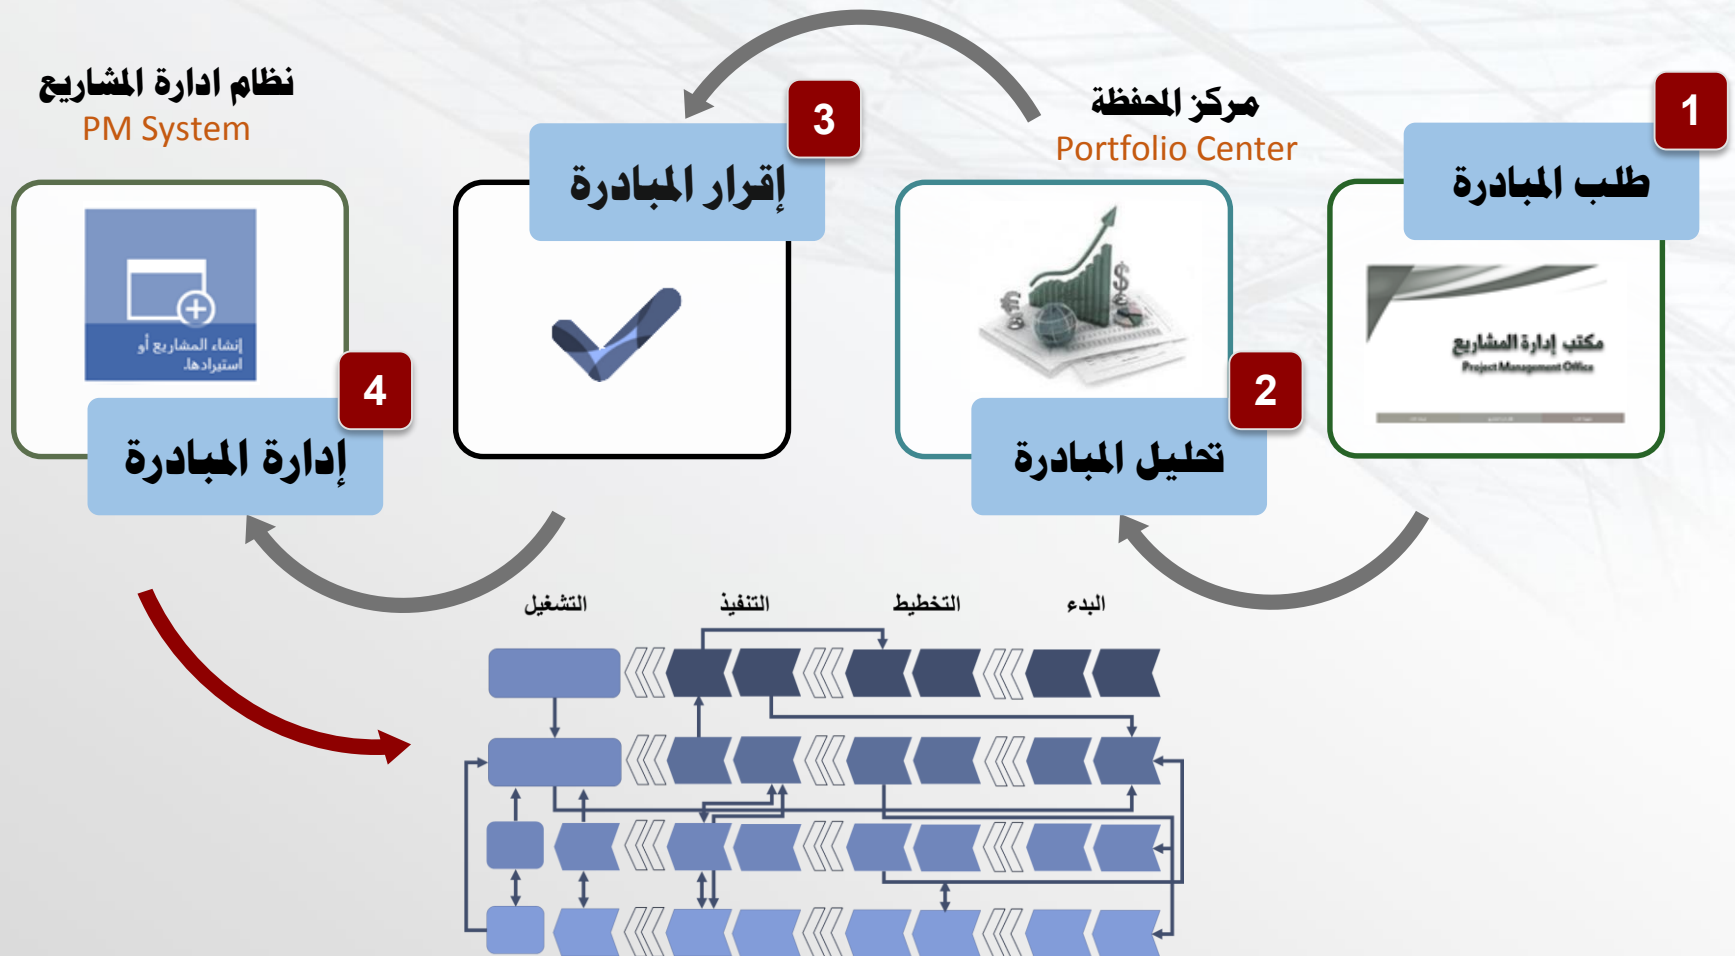 1
طلب المبادرة
مكتب إدارة المشاريع
Project Management Office
مركز المحفظة
Portfolio Center
2
تحليل المبادرة
3
إقرار المبادرة
نظام ادارة المشاريع
PM System
إنشاء المشاريع أو
استيرادها.
4
إدارة المبادرة
البدء التخطيط التنفيذ التشغيل